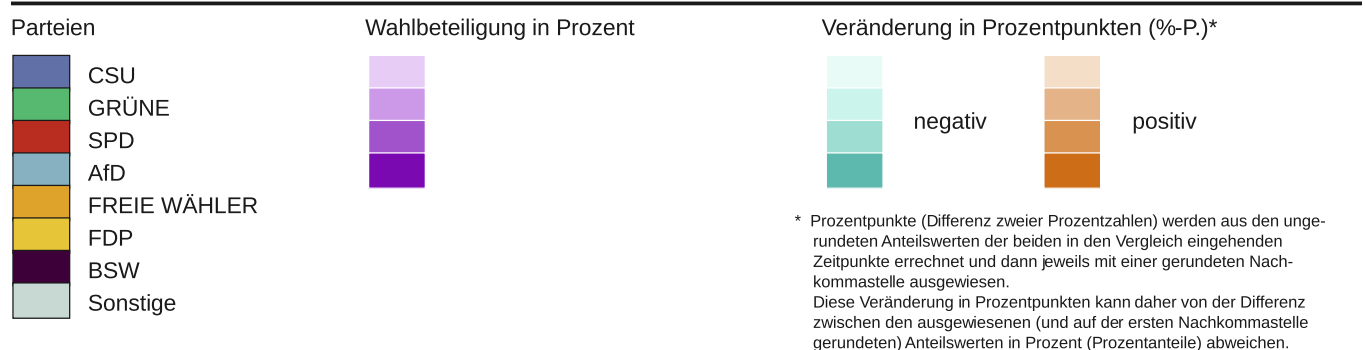 Parteien
CSU
GRÜNE
SPD
AfD
FREIE WÄHLER
FDP
BSW
Sonstige
Wahlbeteiligung in Prozent
Veränderung in Prozentpunkten (%-P.)*
negativ
positiv
* Prozentpunkte (Differenz zweier Prozentzahlen) werden aus den unge-
rundeten Anteilswerten der beiden in den Vergleich eingehenden
Zeitpunkte errechnet und dann jeweils mit einer gerundeten Nach-
kommastelle ausgewiesen.
Diese Veränderung in Prozentpunkten kann daher von der Differenz
zwischen den ausgewiesenen (und auf der ersten Nachkommastelle
gerundeten) Anteilswerten in Prozent (Prozentanteile) abweichen.